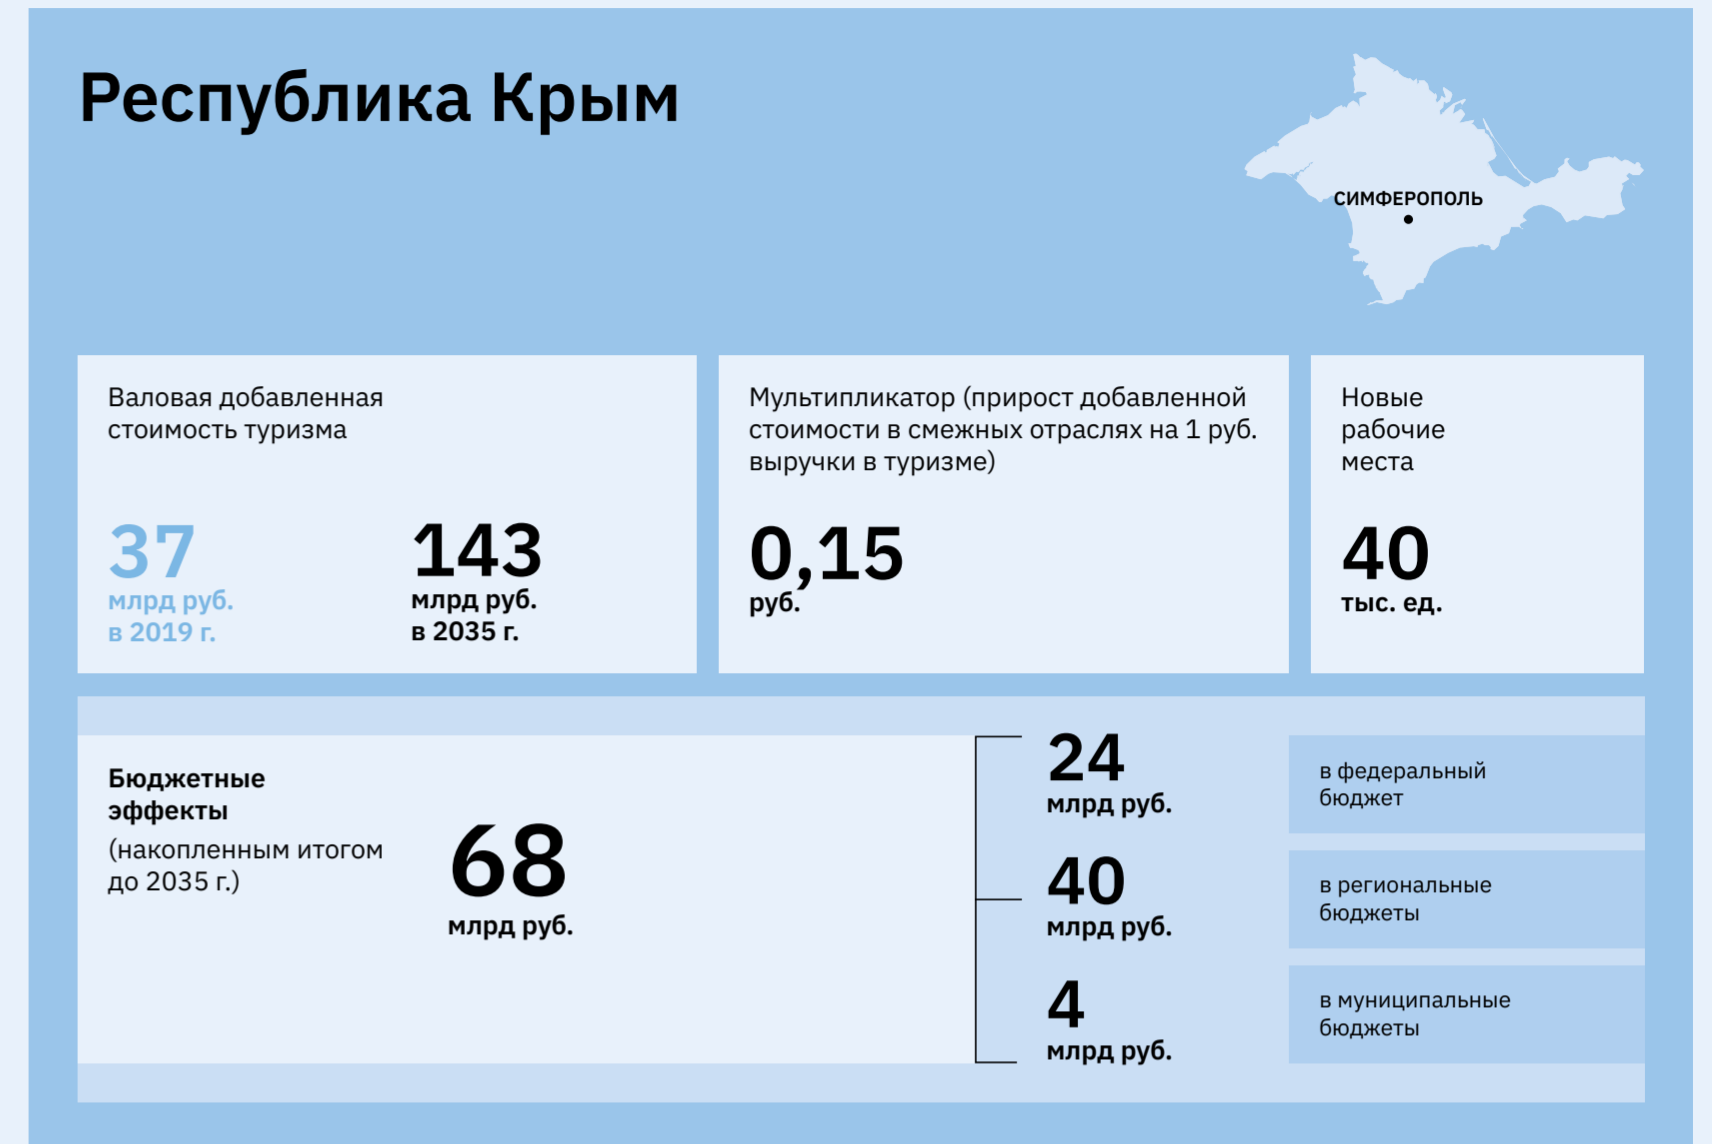 Республика Крым
СИМФЕРОПОЛЬ
Валовая добавленная
стоимость туризма
37
млрд руб.
в 2019 г.
143
млрд руб.
в 2035 г.
Мультипликатор (прирост добавленной
стоимости в смежных отраслях на 1 руб.
выручки в туризме)
0,15
руб.
Новые
рабочие
места
40
тыс. ед.
Бюджетные
эффекты
(накопленным итогом
до 2035 г.)
68
млрд руб.
24
млрд руб.
в федеральный
бюджет
40
млрд руб.
в региональные
бюджеты
4
млрд руб.
в муниципальные
бюджеты